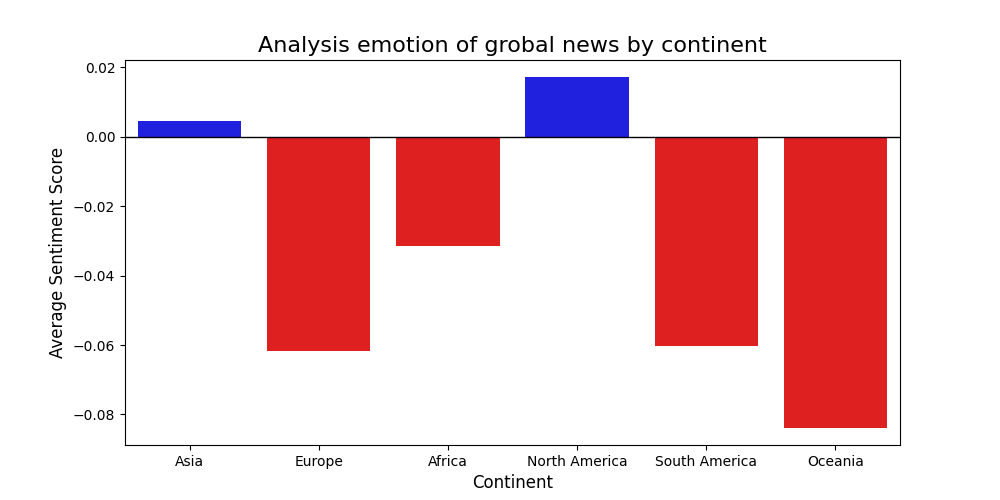 Analysis emotion of grobal news by continent
0.02
0.00
−0.02
−0.04
−0.06
−0.08
Average Sentiment Score
Asia Europe Africa North America South America Oceania
Continent